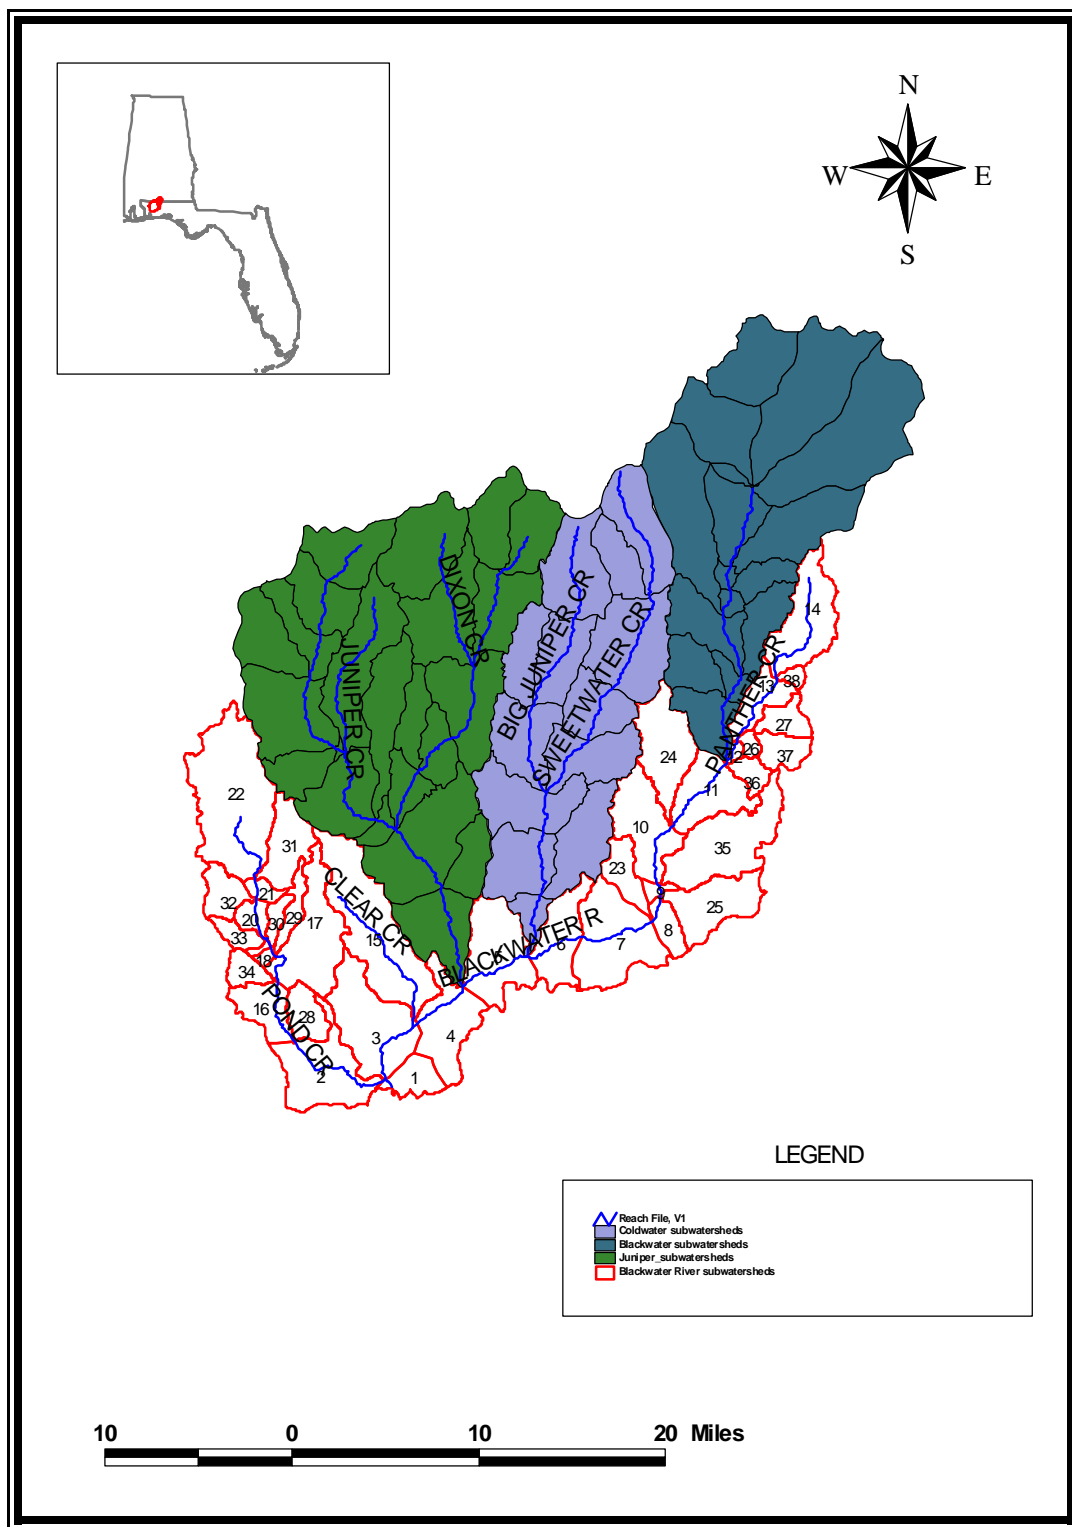 N
W E
S
14
DIXON CR
BIG JUNIPER CR
SWEETWATER CR
JUNIPER CR
PANTHER CR
13
38
27
26
37
12
36
11
24
22
10
31
35
23
CLEAR CR
32
21
20
30
29
17
9
25
33
15
BLACKWATER R
8
7
6
5
18
34
16
POND CR
28
3
4
2
1
LEGEND
Reach File, V1
Coldwater subwatersheds
Blackwater subwatersheds
Juniper_subwatersheds
Blackwater River subwatersheds
10 0 10 20 Miles